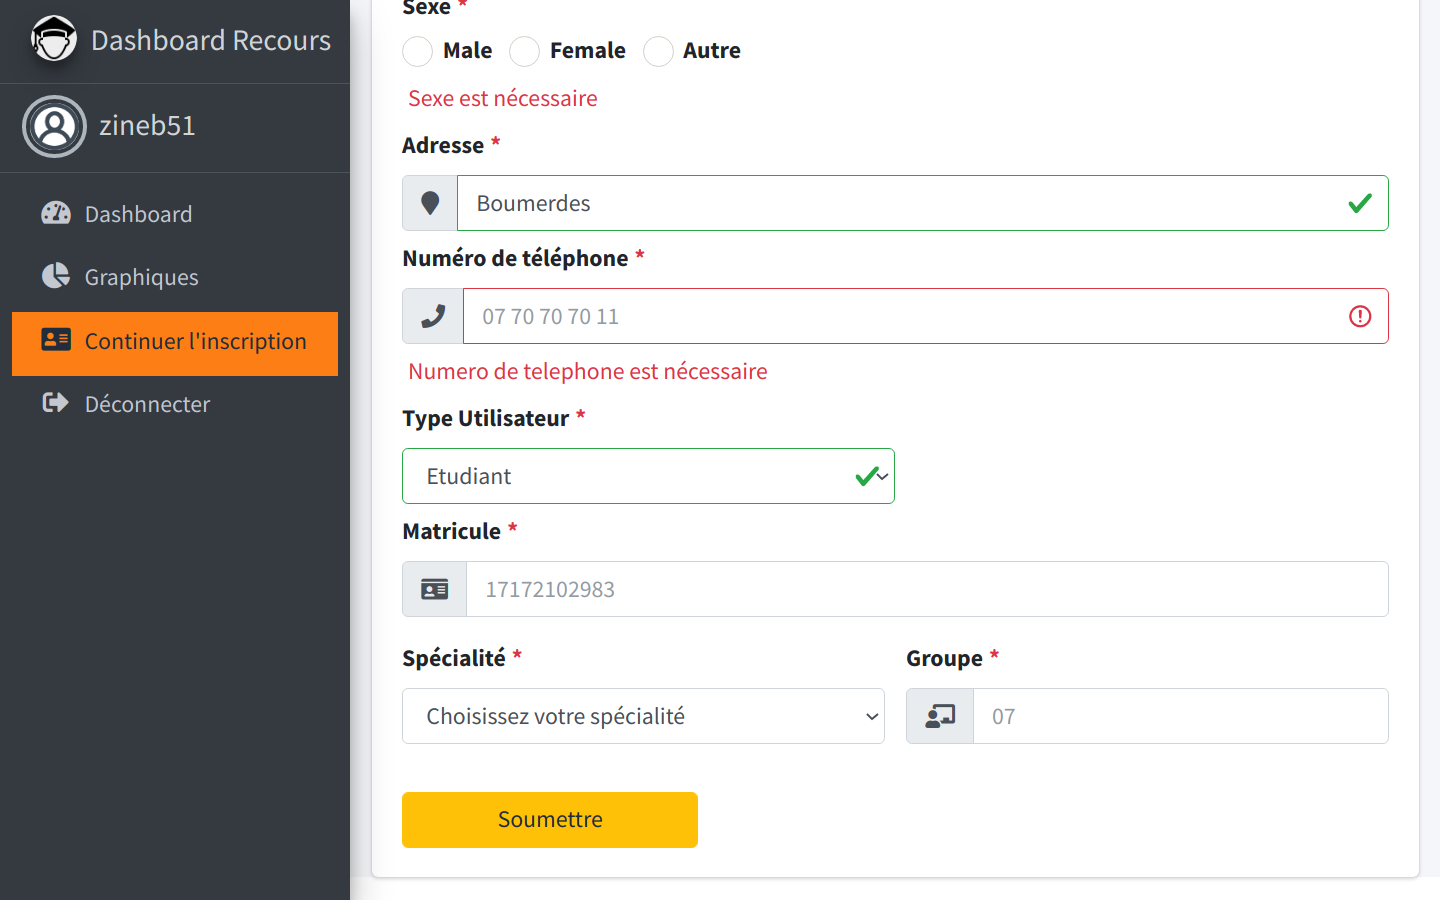 Dashboard Recours
zineb51
Dashboard
Graphiques
Continuer l'inscription
Déconnecter
Sexe *
Male Female Autre
Sexe est nécessaire
Adresse *
Boumerdes
Numéro de téléphone *
07 70 70 70 11
Numero de telephone est nécessaire
Type Utilisateur *
Etudiant
Matricule *
17172102983
Spécialité *
Choisissez votre spécialité
Groupe *
07
Soumettre